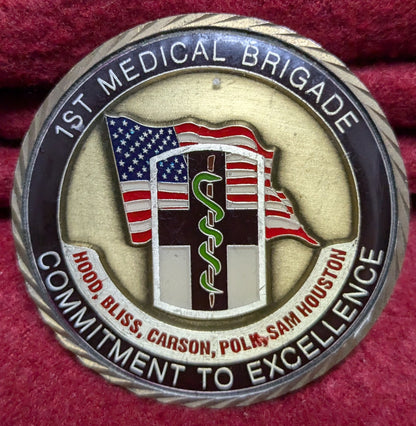 1ST MEDICAL BRIGADE
HOOD, BLISS, CARSON, POLK, SAM HOUSTON
COMMITMENT TO EXCELLENCE